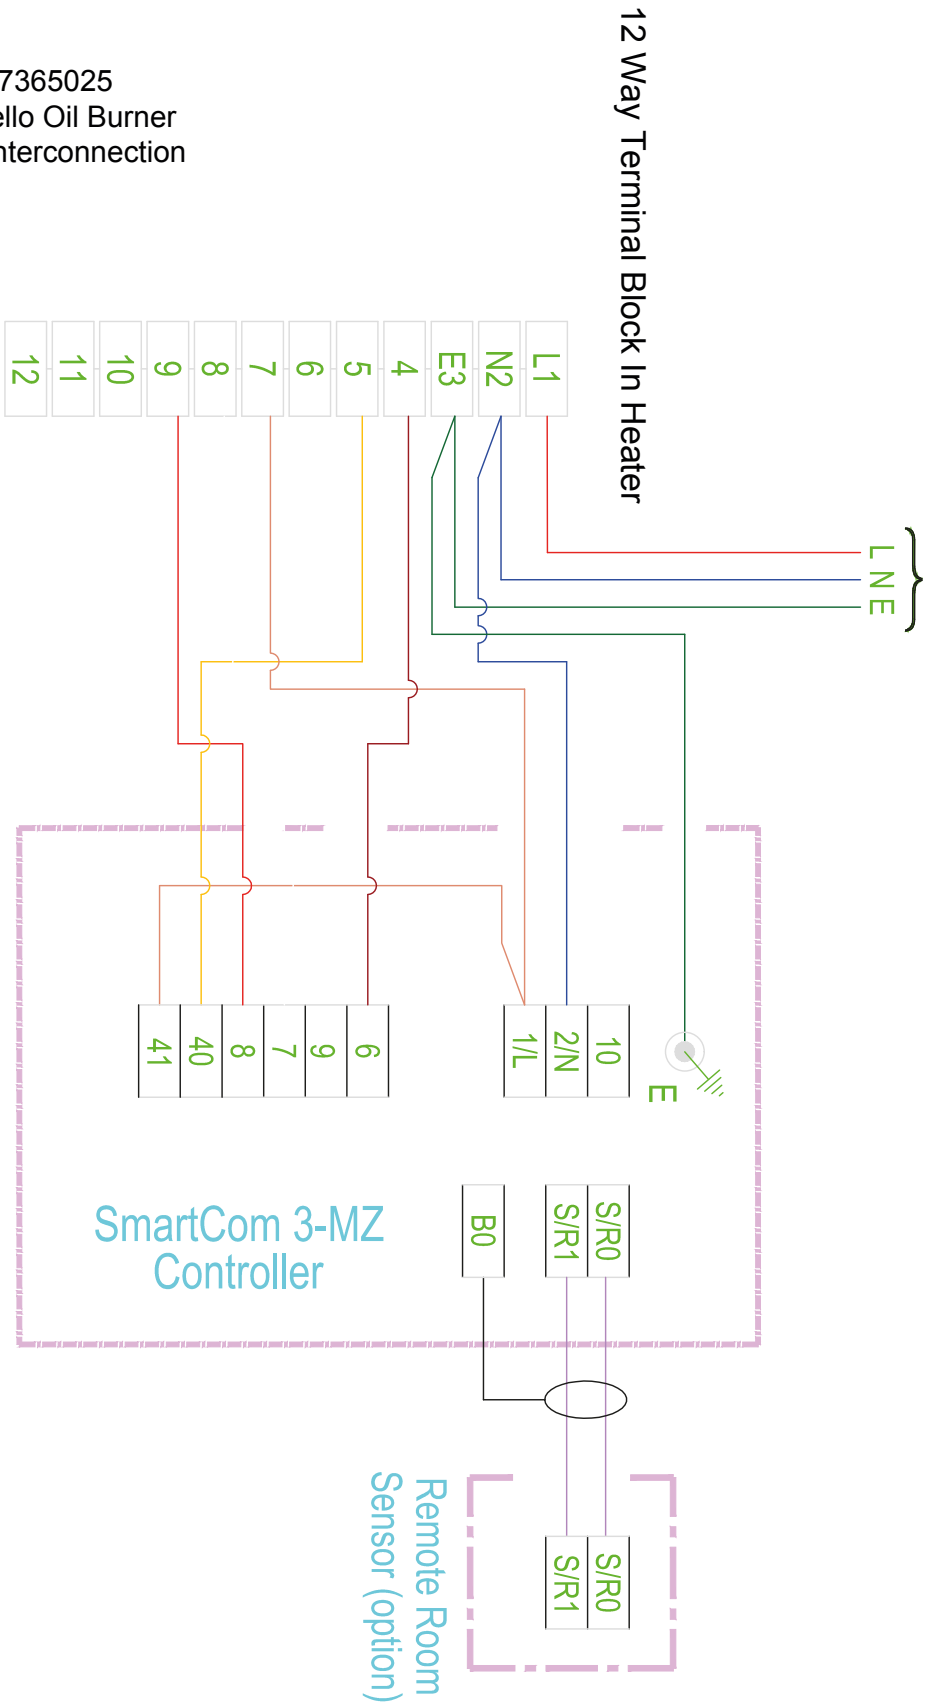 7365025
Oil Burner
12 Way Terminal Block In Heater
12
11
10
9
8
7
6
5
4
E3
N2
L1
L
N
E
41
40
8
7
9
6
1/L
2/N
10
E
B0
S/R1
S/R0
SmartCom 3-MZ
Controller
S/R1
S/R0
Remote Room
Sensor (option)